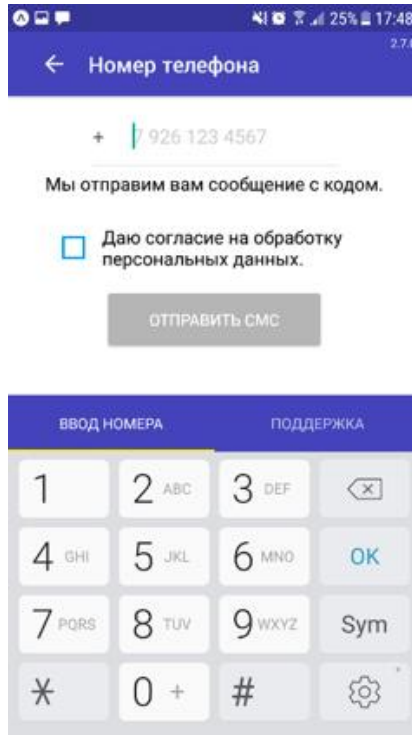 25% 17:48
2.7.0
Номер телефона
+ 7 926 123 4567
Мы отправим вам сообщение с кодом.
Даю согласие на обработку
персональных данных.
ОТПРАВИТЬ СМС
ВВОД НОМЕРА ПОДДЕРЖКА
1 2 ABC 3 DEF
4 GHI 5 JKL 6 MNO OK
7 PQRS 8 TUV 9 WXYZ Sym
* 0 + #